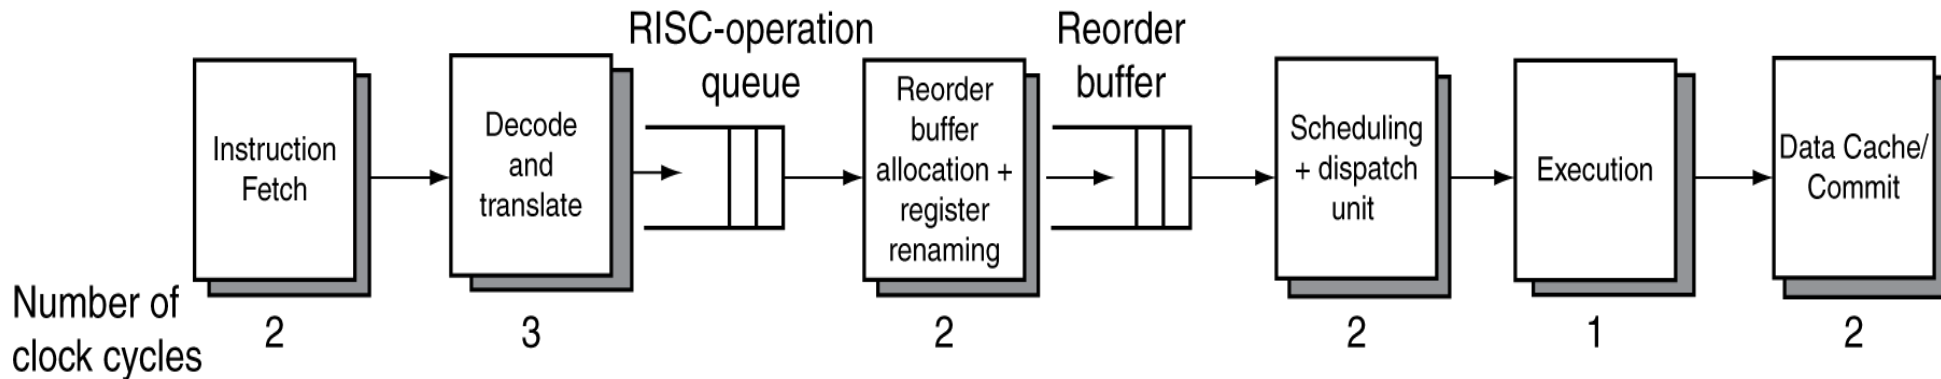 RISC-operation
queue
Reorder
buffer
Instruction
Fetch
Decode
and
translate
Reorder
buffer
allocation +
register
renaming
Scheduling
+ dispatch
unit
Execution
Data Cache/
Commit
Number of
clock cycles
2
3
2
2
1
2